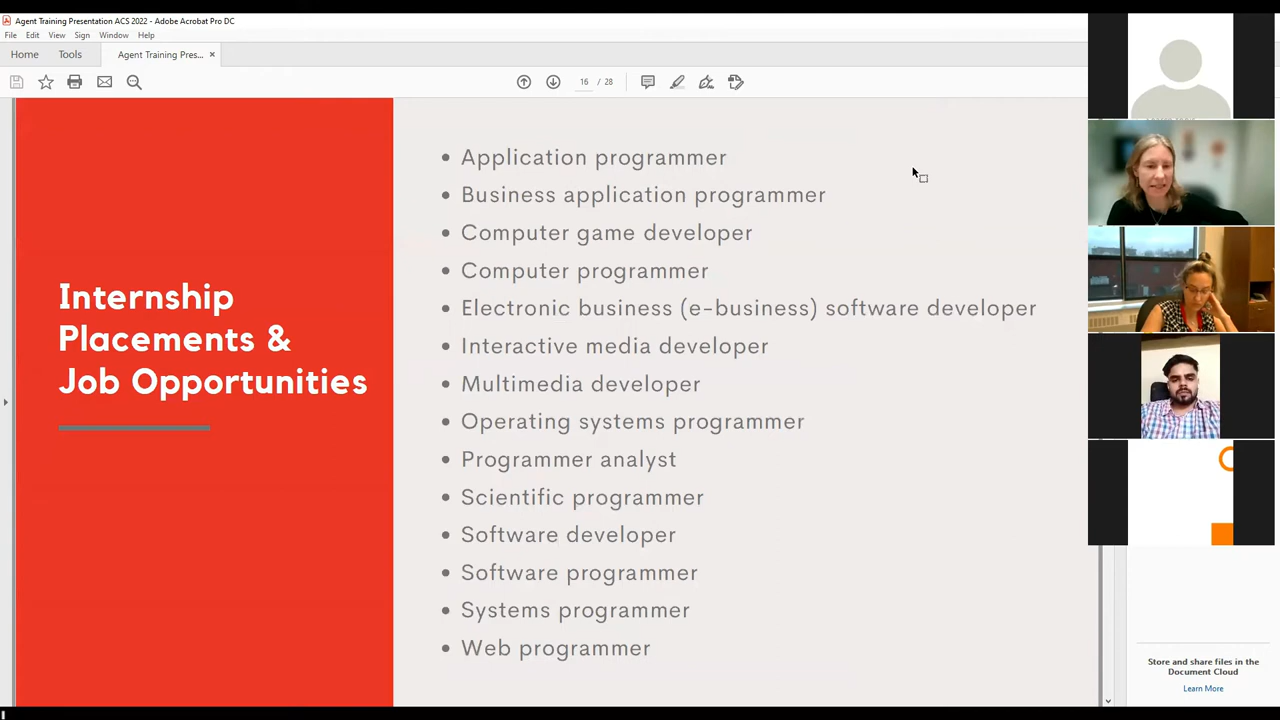 Agent Training Presentation ACS 2022 - Adobe Acrobat Pro DC
File Edit View Sign Window Help
Home Tools Agent Training Pres... ×
16 / 28
Internship
Placements &
Job Opportunities
• Application programmer
• Business application programmer
• Computer game developer
• Computer programmer
• Electronic business (e-business) software developer
• Interactive media developer
• Multimedia developer
• Operating systems programmer
• Programmer analyst
• Scientific programmer
• Software developer
• Software programmer
• Systems programmer
• Web programmer
Store and share files in the
Document Cloud
Learn More